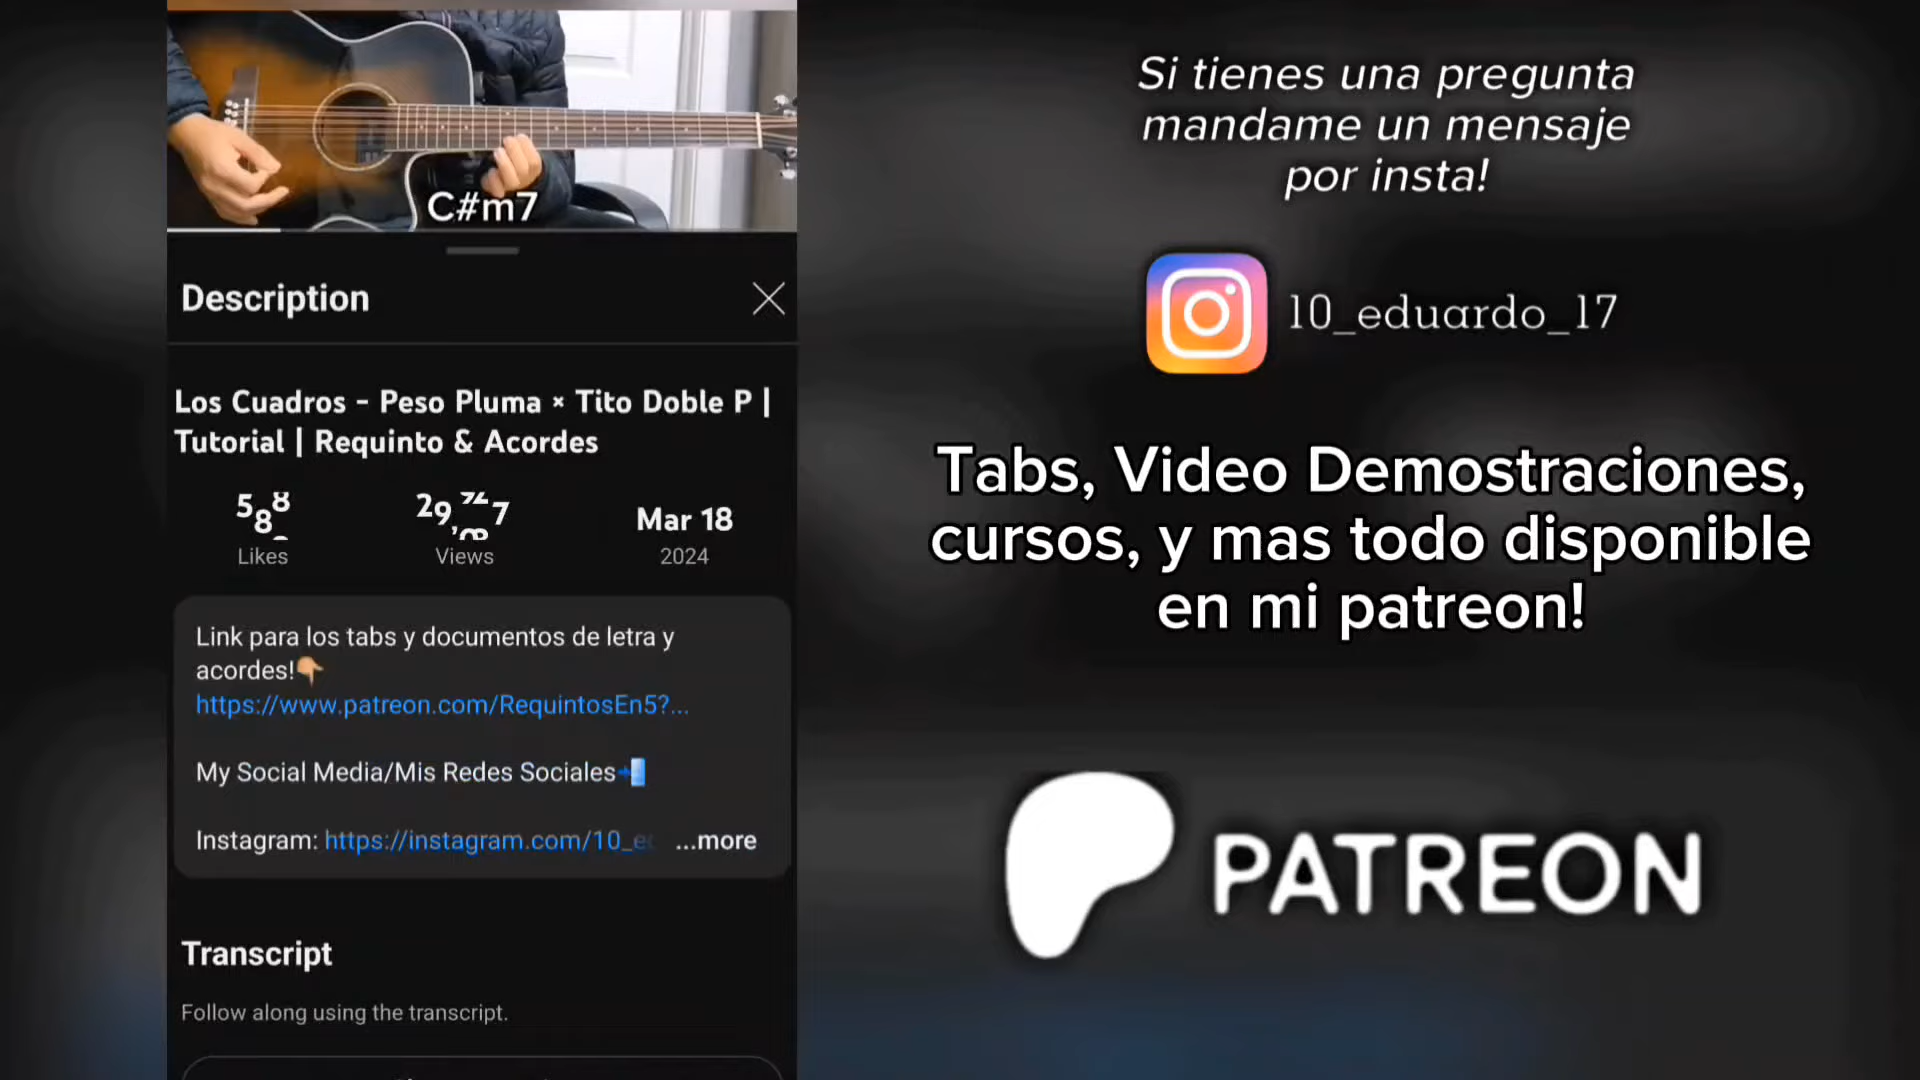 C#m7
Description
Los Cuadros - Peso Pluma × Tito Doble P |
Tutorial | Requinto & Acordes
Likes
Views
Mar 18
2024
Link para los tabs y documentos de letra y
acordes!👇🏽
https://www.patreon.com/RequintosEn5?...
My Social Media/Mis Redes Sociales📲
Instagram: https://instagram.com/10_e ...more
Transcript
Follow along using the transcript.
Si tienes una pregunta
mandame un mensaje
por insta!
10_eduardo_17
Tabs, Video Demostraciones,
cursos, y mas todo disponible
en mi patreon!
PATREON